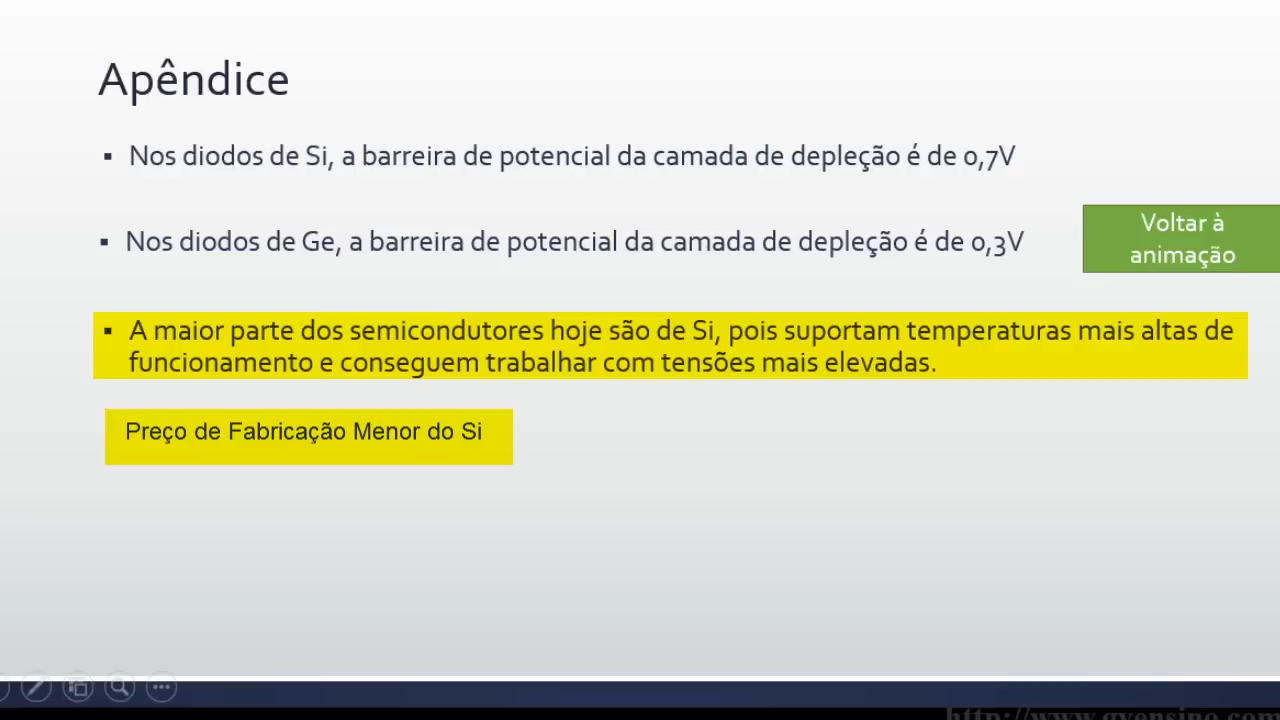 Apêndice
▪ Nos diodos de Si, a barreira de potencial da camada de depleção é de 0,7V
▪ Nos diodos de Ge, a barreira de potencial da camada de depleção é de 0,3V
Voltar à
animação
▪ A maior parte dos semicondutores hoje são de Si, pois suportam temperaturas mais altas de
funcionamento e conseguem trabalhar com tensões mais elevadas.
Preço de Fabricação Menor do Si